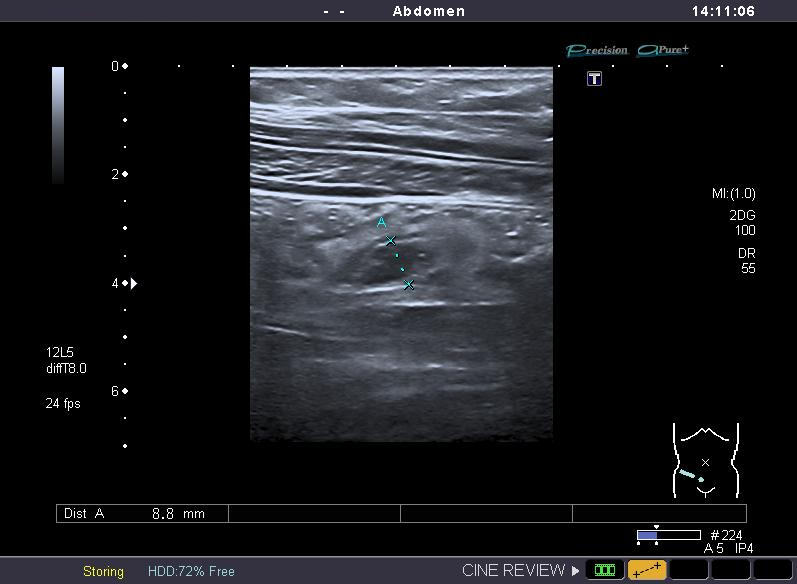 - - Abdomen 14:11:06
Precision APure+
T
0
2
4
6
A
MI:(1.0)
2DG
100
DR
55
12L5
diffT8.0
24 fps
Dist A 8.8 mm
#224
A 5 IP4
Storing HDD:72% Free CINE REVIEW